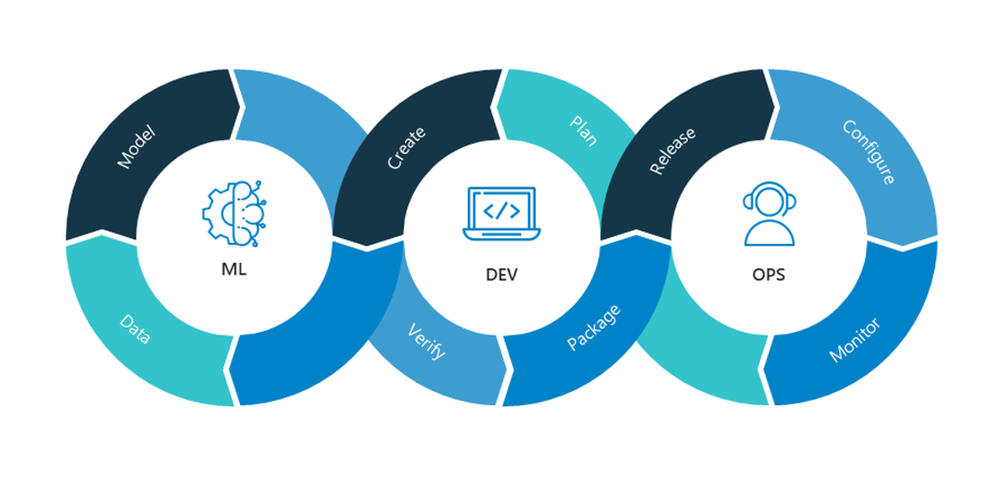 Model
Data
ML
Create
Plan
Verify
Package
DEV
Release
Configure
Monitor
OPS